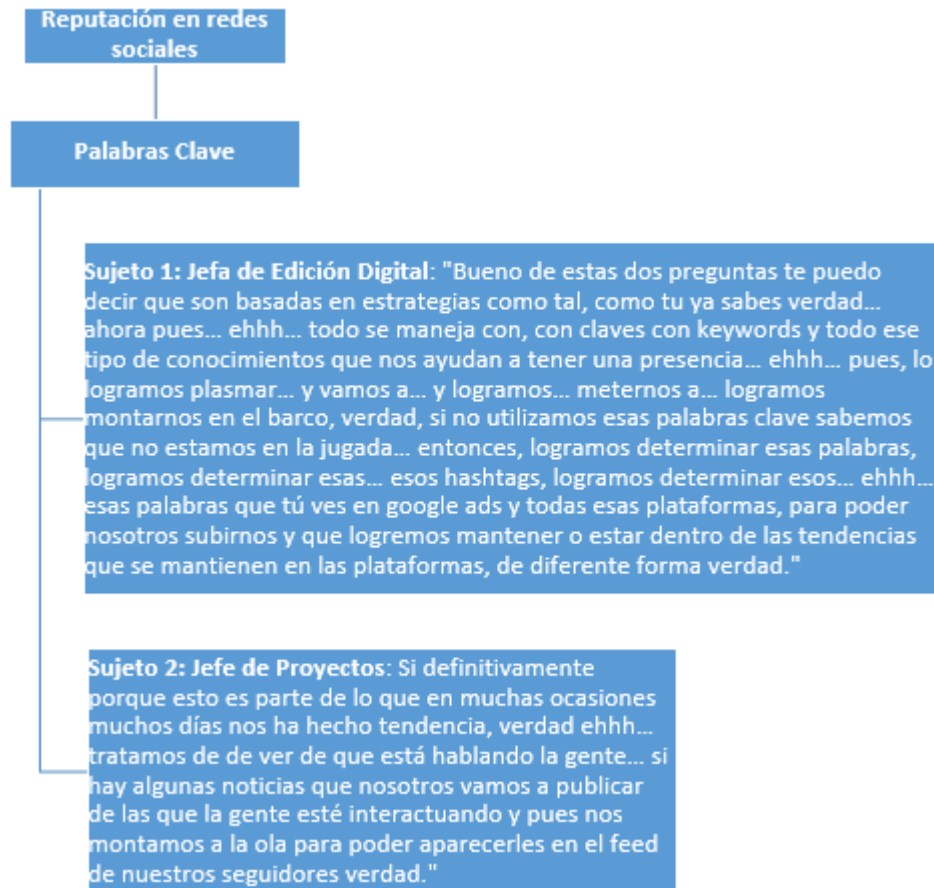 Reputación en redes
sociales
Palabras Clave
Sujeto 1: Jefa de Edición Digital: "Bueno de estas dos preguntas te puedo
decir que son basadas en estrategias como tal, como tu ya sabes verdad...
ahora pues... ehhh... todo se maneja con, con claves con keywords y todo ese
tipo de conocimientos que nos ayudan a tener una presencia... ehhh... pues, lo
logramos plasmar... y vamos a... y logramos... meternos a... logramos
montarnos en el barco, verdad, si no utilizamos esas palabras clave sabemos
que no estamos en la jugada... entonces, logramos determinar esas palabras,
logramos determinar esas... esos hashtags, logramos determinar esos... ehhh...
esas palabras que tú ves en google ads y todas esas plataformas, para poder
nosotros subirnos y que logremos mantener o estar dentro de las tendencias
que se mantienen en las plataformas, de diferente forma verdad."
Sujeto 2: Jefe de Proyectos: Si definitivamente
porque esto es parte de lo que en muchas ocasiones
muchos días nos ha hecho tendencia, verdad ehhh...
tratamos de de ver de que está hablando la gente... si
hay algunas noticias que nosotros vamos a publicar
de las que la gente esté interactuando y pues nos
montamos a la ola para poder aparecerles en el feed
de nuestros seguidores verdad."